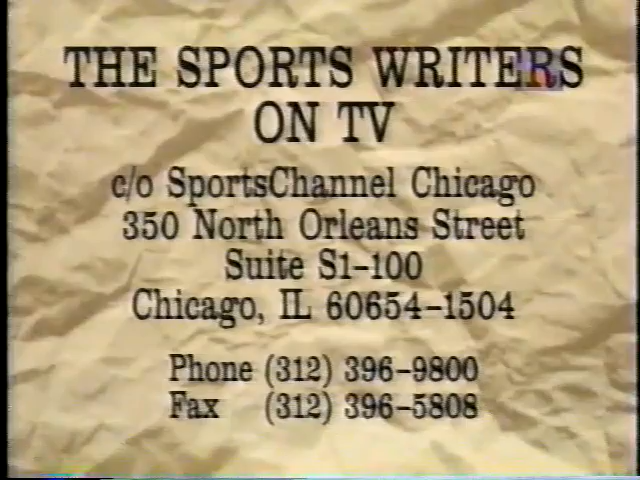 THE SPORTS WRITERS
ON TV
c/o SportsChannel Chicago
350 North Orleans Street
Suite S1-100
Chicago, IL 60654-1504
Phone (312) 396-9800
Fax (312) 396-5808